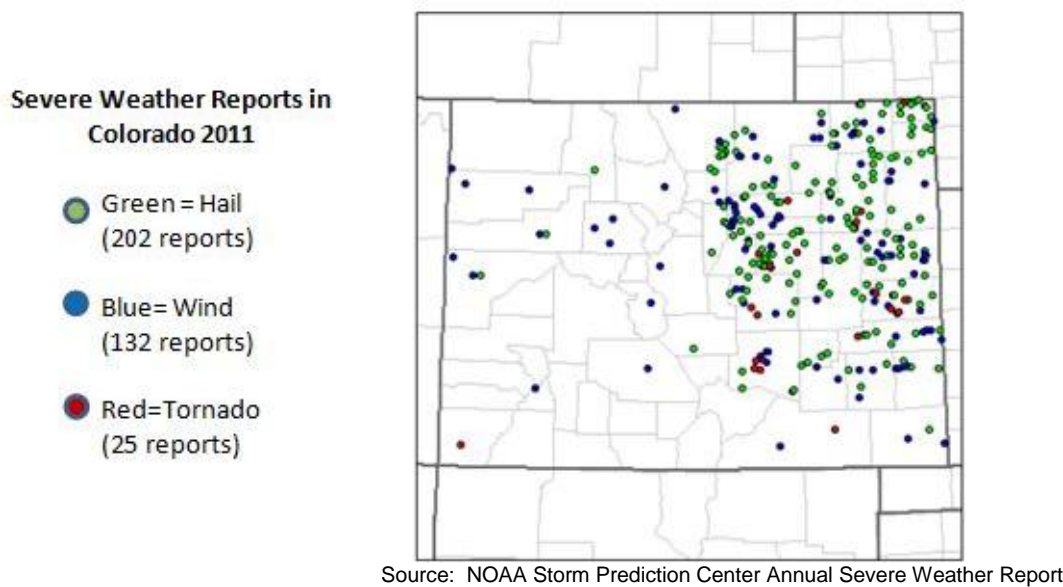 Severe Weather Reports in
Colorado 2011
Green = Hail
(202 reports)
Blue= Wind
(132 reports)
Red=Tornado
(25 reports)
Source:  NOAA Storm Prediction Center Annual Severe Weather Report